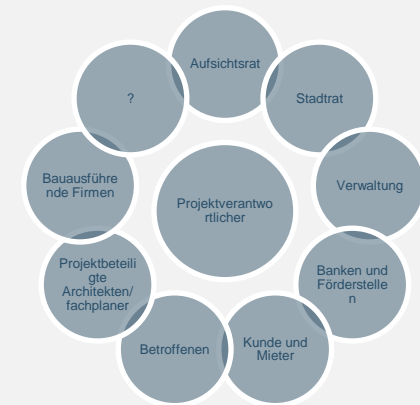 Aufsichtsrat
Stadtrat
Verwaltung
Banken und
Förderstelle
n
Kunde und
Mieter
Betroffenen
Projektbeteili
gte
Architekten/
fachplaner
Bauausführe
nde Firmen
?
Projektverantwo
rtlicher